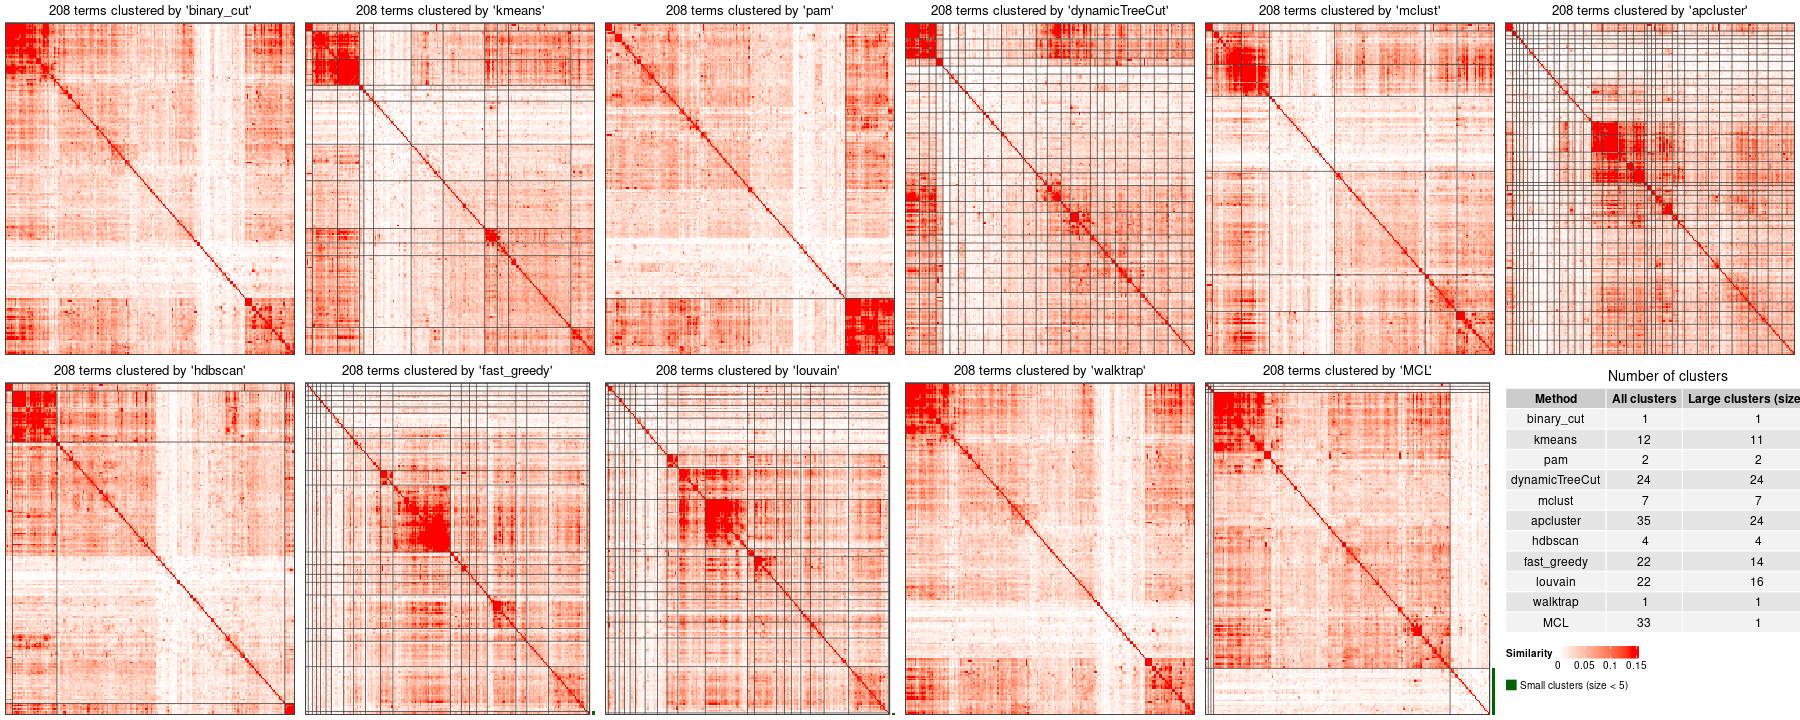 208 terms clustered by 'binary_cut'
208 terms clustered by 'kmeans'
208 terms clustered by 'pam'
208 terms clustered by 'dynamicTreeCut'
208 terms clustered by 'mclust'
208 terms clustered by 'apcluster'
208 terms clustered by 'hdbscan'
208 terms clustered by 'fast_greedy'
208 terms clustered by 'louvain'
208 terms clustered by 'walktrap'
208 terms clustered by 'MCL'
Number of clusters
Method All clusters Large clusters (size
binary_cut 1 1
kmeans 12 11
pam 2 2
dynamicTreeCut 24 24
mclust 7 7
apcluster 35 24
hdbscan 4 4
fast_greedy 22 14
louvain 22 16
walktrap 1 1
MCL 33 1
Similarity
0 0.05 0.1 0.15
Small clusters (size < 5)